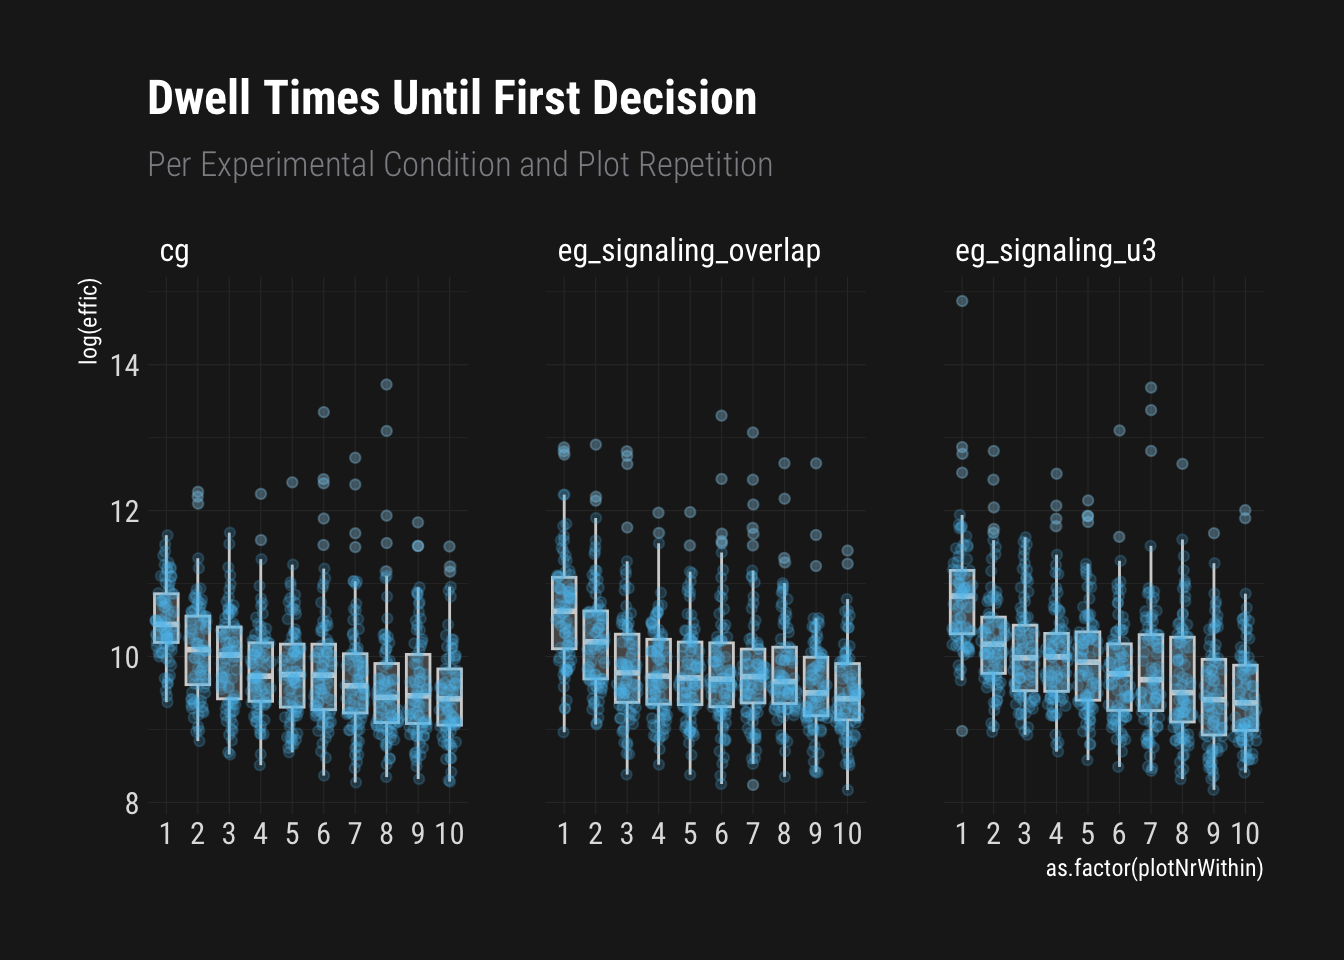 Dwell Times Until First Decision
Per Experimental Condition and Plot Repetition
cg
eg_signaling_overlap
eg_signaling_u3
log(effic)
14
12
10
8
1 2 3 4 5 6 7 8 9 10
1 2 3 4 5 6 7 8 9 10
1 2 3 4 5 6 7 8 9 10
as.factor(plotNrWithin)